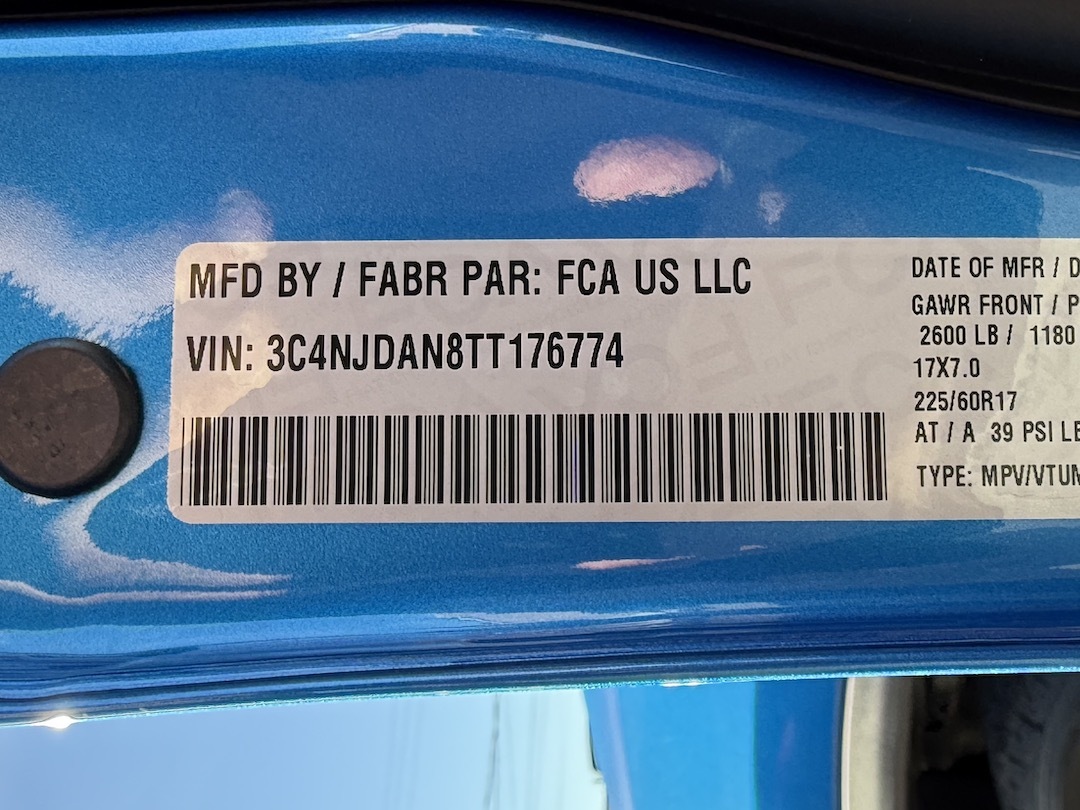 MFD BY / FABR PAR: FCA US LLC
VIN: 3C4NJDAN8TT176774
DATE OF MFR / D
GAWR FRONT / P
2600 LB / 1180
17X7.0
225/60R17
AT / A 39 PSI LE
TYPE: MPV/VTUM